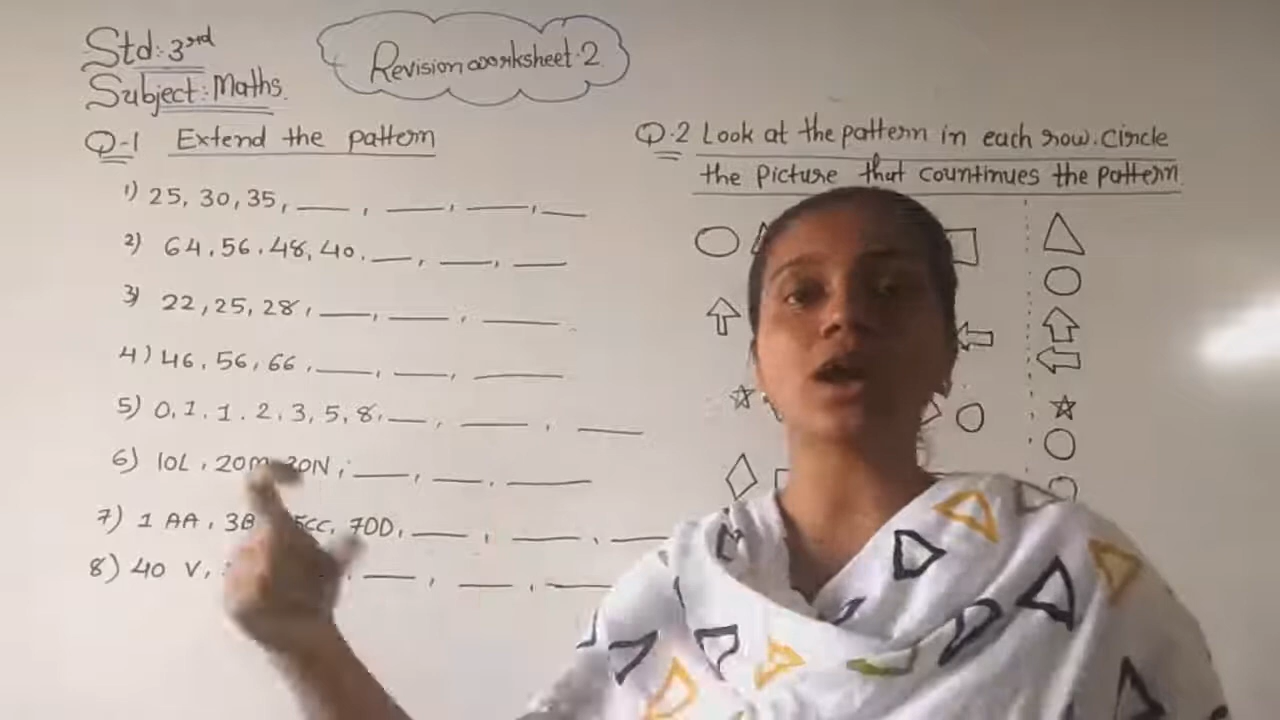 Std: 3rd
Subject: Maths.
Revision worksheet-2
Q-1 Extend the pattern
1) 25, 30, 35, ___, ___, ___, ___
2) 64, 56, 48, 40, ___, ___, ___
3) 22, 25, 28, ___, ___, ___
4) 46, 56, 66, ___, ___, ___
5) 0, 1, 1, 2, 3, 5, 8, ___, ___, ___
6) 10L, 20M, 30N, ___, ___, ___
7) 1 AA, 3B CC, 7DD, ___, ___, ___
8) 40 V, ___, ___, ___
Q.2 Look at the pattern in each row. Circle
the picture that countinues the pattern.